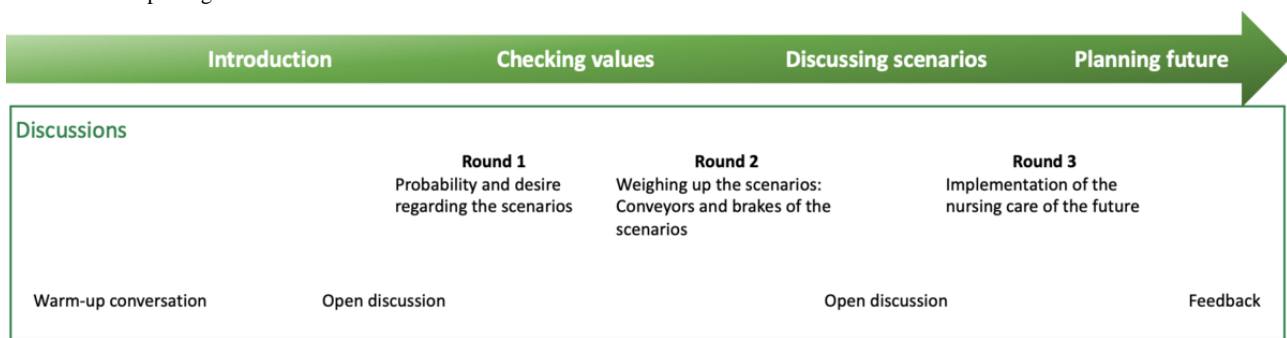 Introduction Checking values Discussing scenarios Planning future
Discussions
Round 1
Probability and desire
regarding the scenarios
Round 2
Weighing up the scenarios:
Conveyors and brakes of the
scenarios
Round 3
Implementation of the
nursing care of the future
Warm-up conversation Open discussion Open discussion Feedback